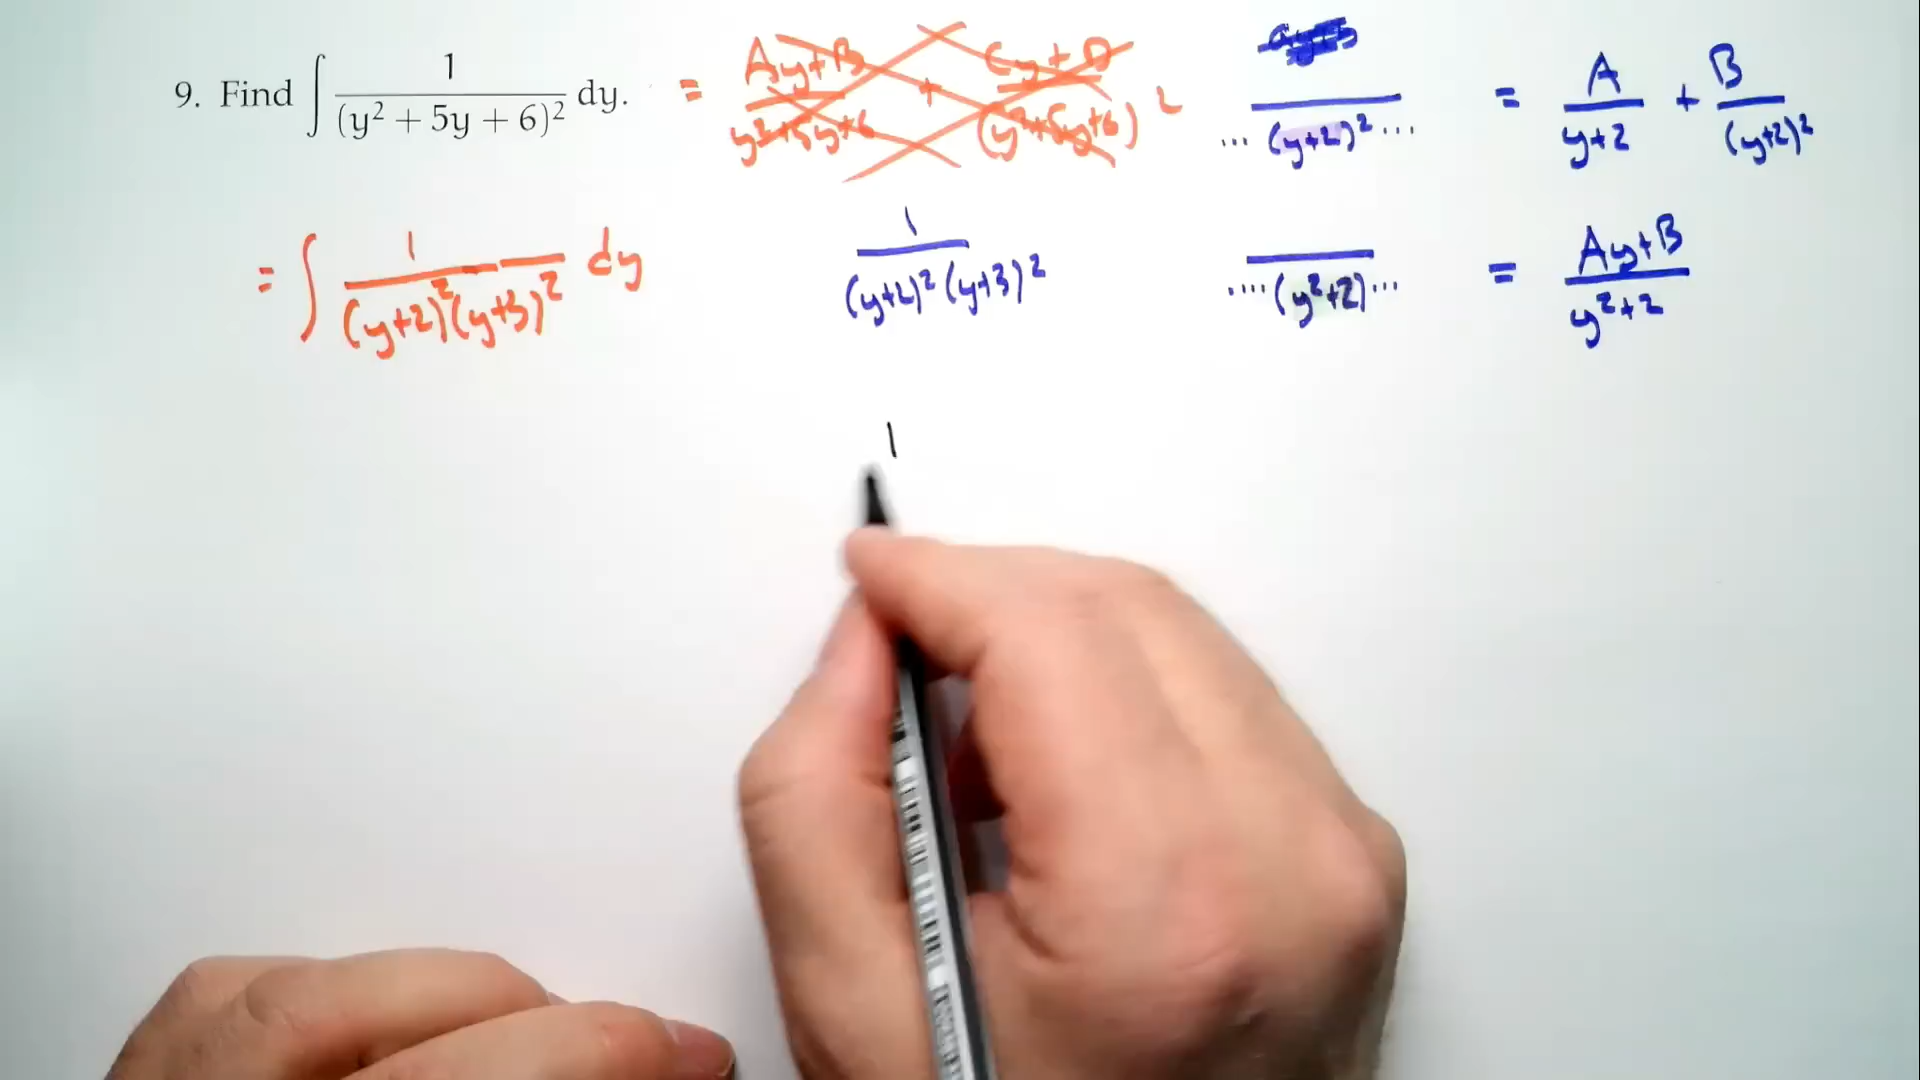 9. Find ∫ 1/(y² + 5y + 6)² dy. = (Ay+B)/(y²+5y+6) + (Cy+D)/(y²+5y+6)²
... /(y+2)² ... = A/(y+2) + B/(y+2)²
= ∫ 1/((y+2)²(y+3)²) dy
1/((y+2)²(y+3)²)
.... /(y²+2) ... = (Ay+B)/(y²+2)
1